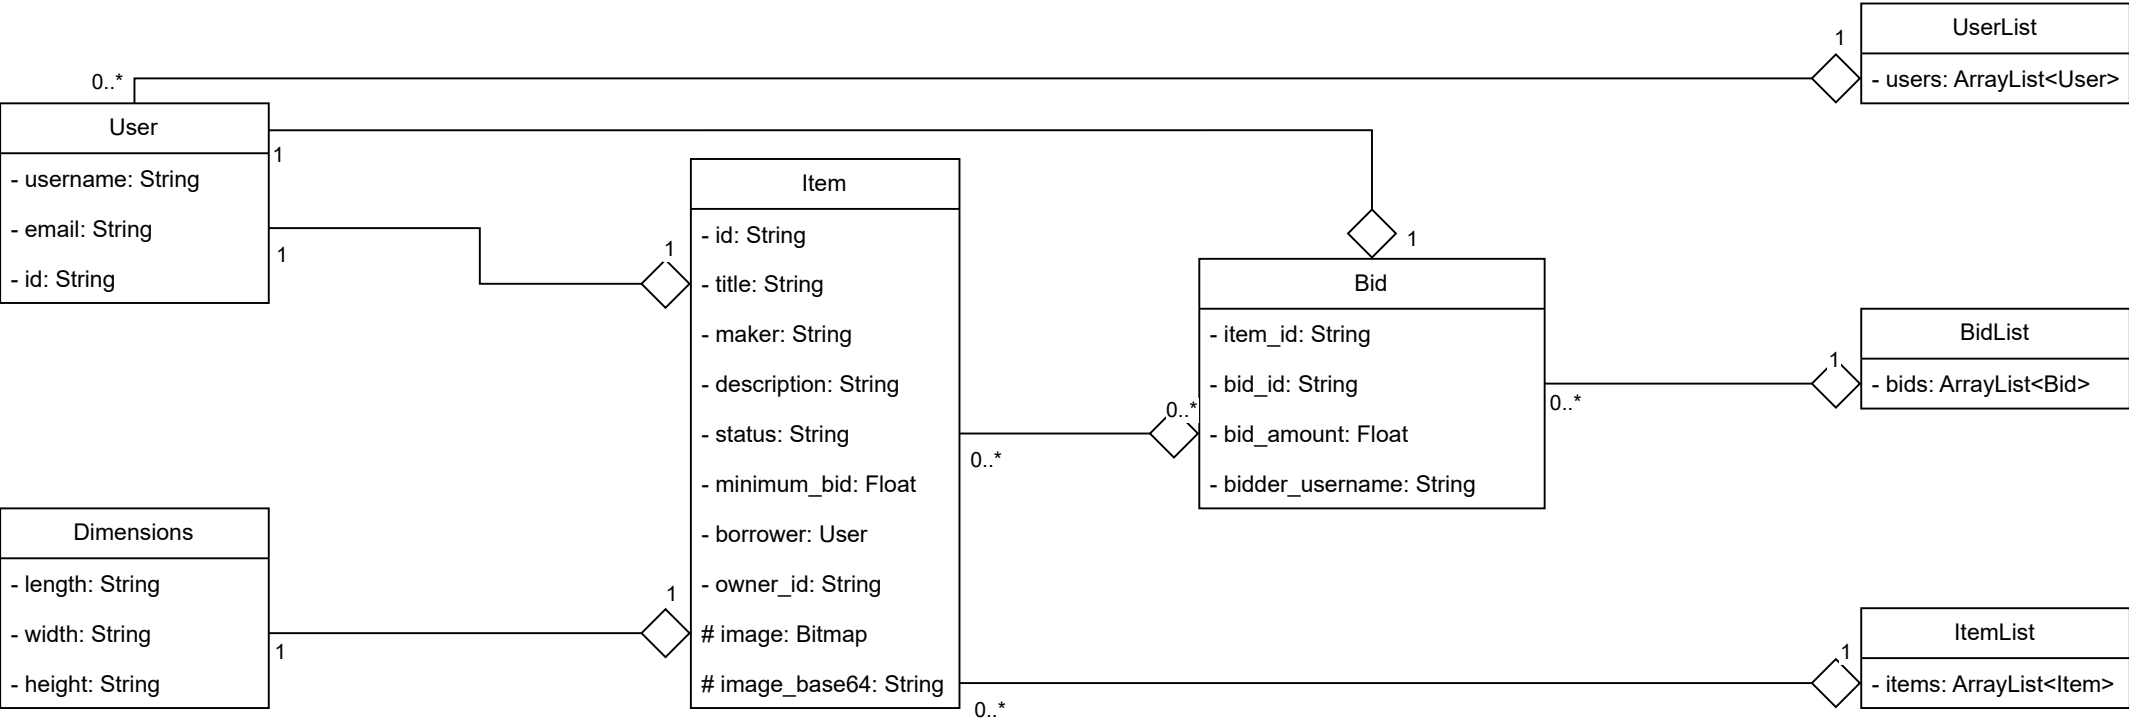 UserList
- users: ArrayList<User>
1
0..*
User
- username: String
- email: String
- id: String
1
1
Item
- id: String
- title: String
- maker: String
- description: String
- status: String
- minimum_bid: Float
- borrower: User
- owner_id: String
# image: Bitmap
# image_base64: String
1
1
0..*
0..*
Bid
- item_id: String
- bid_id: String
- bid_amount: Float
- bidder_username: String
1
0..*
0..*
BidList
- bids: ArrayList<Bid>
1
Dimensions
- length: String
- width: String
- height: String
1
ItemList
- items: ArrayList<Item>
1